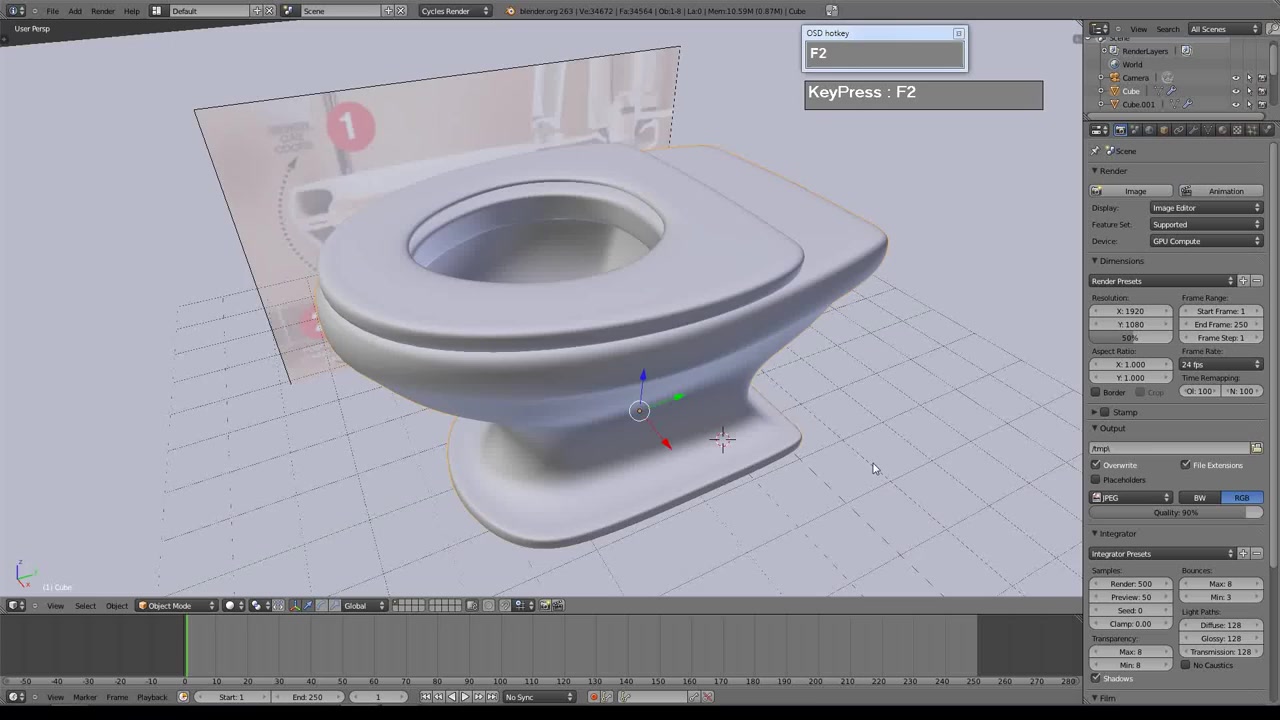 File Add Render Help Default Scene Cycles Render blender.org 263 | Ve:34672 | Fa:34564 | Ob:1-8 | La:0 | Mem:10.59M (0.87M) | Cube
User Persp
OSD hotkey
F2
KeyPress : F2
1
View Search All Scenes
Scene
RenderLayers
World
Camera
Cube
Cube.001
Scene
Render
Image Animation
Display: Image Editor
Feature Set: Supported
Device: GPU Compute
Dimensions
Render Presets
Resolution: Frame Range:
X: 1920 Start Frame: 1
Y: 1080 End Frame: 250
50% Frame Step: 1
Aspect Ratio: Frame Rate:
X: 1.000 24 fps
Y: 1.000 Time Remapping:
Border Crop Ol: 100 N: 100
Stamp
Output
/tmp\
Overwrite File Extensions
Placeholders
JPEG BW RGB
Quality: 90%
Integrator
Integrator Presets
Samples: Bounces:
Render: 500 Max: 8
Preview: 50 Min: 3
Seed: 0 Light Paths:
Clamp: 0.00 Diffuse: 128
Transparency: Glossy: 128
Max: 8 Transmission: 128
Min: 8 No Caustics
Shadows
Film
z
y
x
(1) Cube
View Select Object Object Mode Global
-50 -40 -30 -20 -10 0 10 20 30 40 50 60 70 80 90 100 110 120 130 140 150 160 170 180 190 200 210 220 230 240 250 260 270 280
View Marker Frame Playback Start: 1 End: 250 1 No Sync